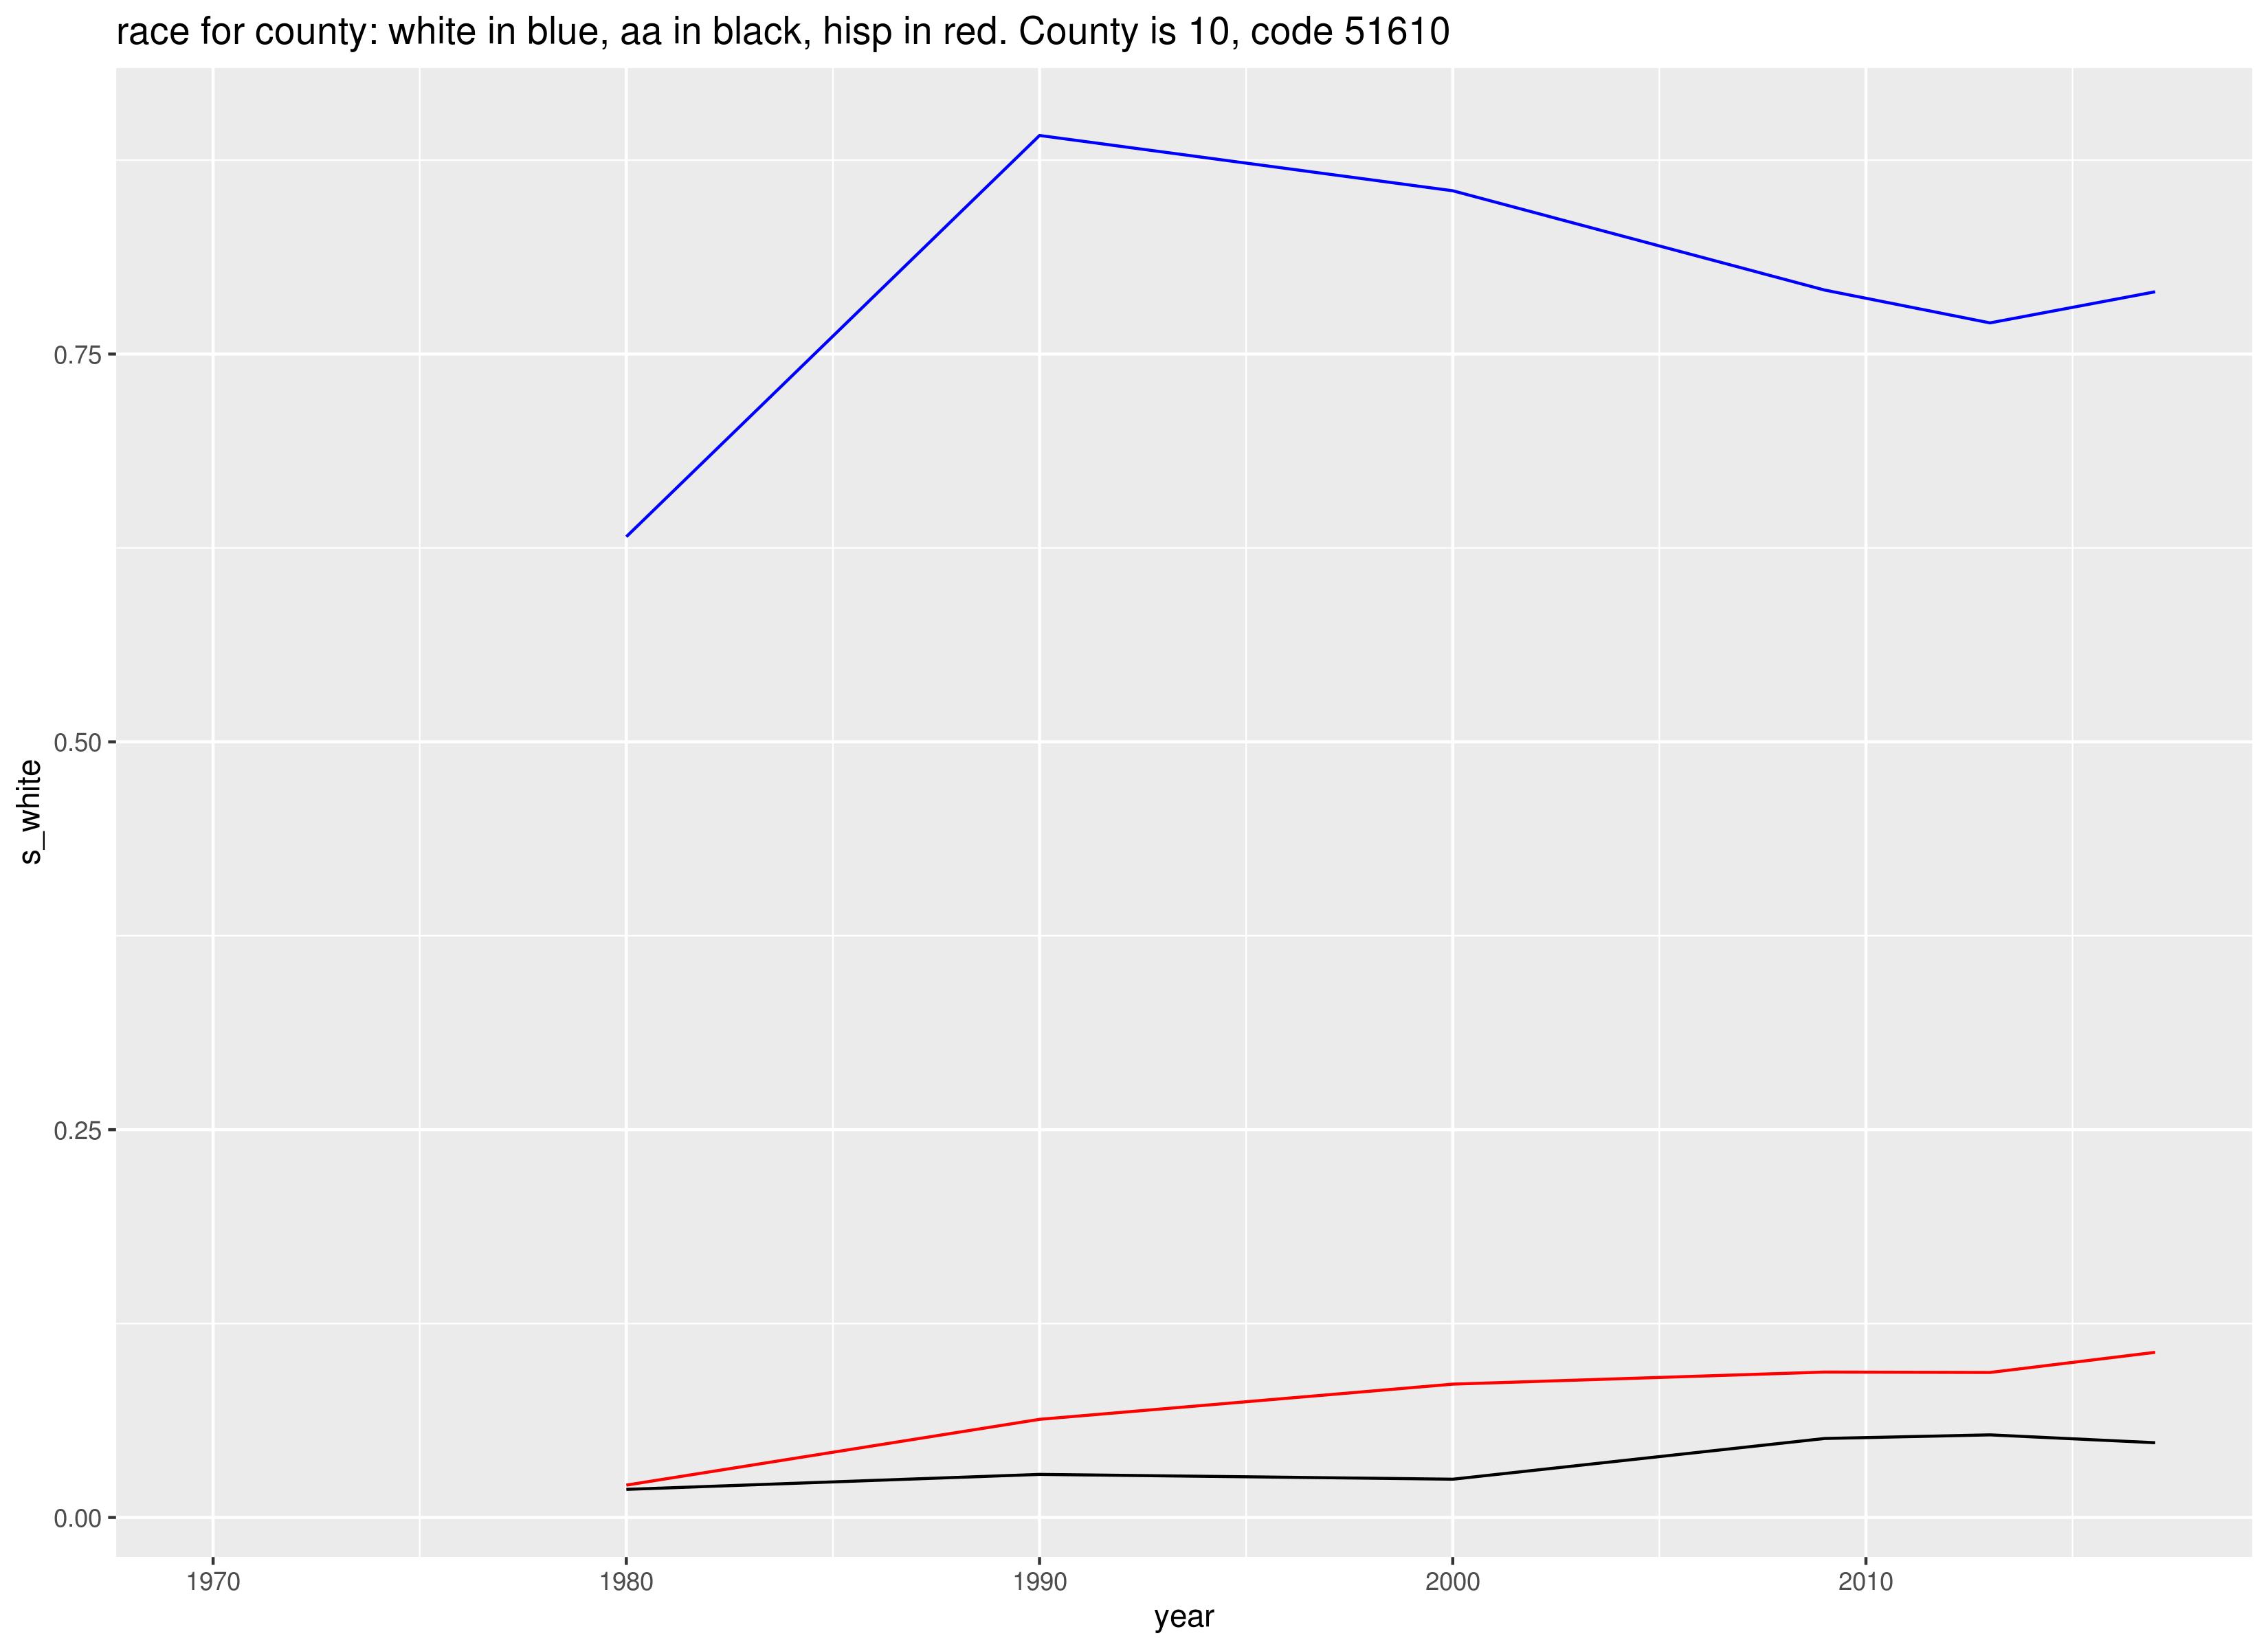 race for county: white in blue, aa in black, hisp in red. County is 10, code 51610
0.75
0.50
0.25
0.00
s_white
1970 1980 1990 2000 2010
year